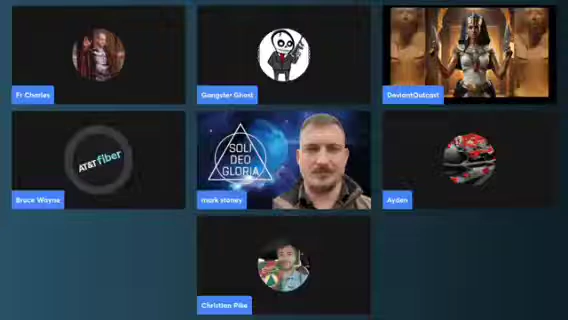 Fr Charles
Gangster Ghost
DeviantOutcast
AT&T fiber
Bruce Wayne
SOLI
DEO
GLORIA
mark stoney
Ayden
Christian Pike